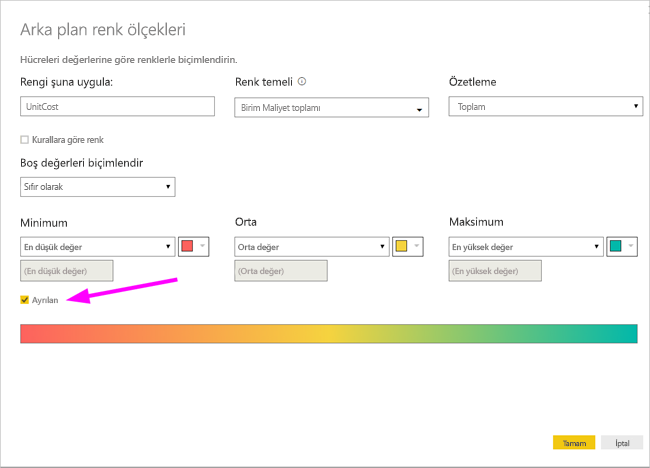 Arka plan renk ölçekleri
Hücreleri değerlerine göre renklerle biçimlendirin.
Rengi şuna uygula:
Renk temeli
Özetleme
UnitCost
Birim Maliyet toplamı
Toplam
Kurallara göre renk
Boş değerleri biçimlendir
Sıfır olarak
Minimum
Orta
Maksimum
En düşük değer
Orta değer
En yüksek değer
(En düşük değer)
(Orta değer)
(En yüksek değer)
Ayrılan
Tamam
İptal